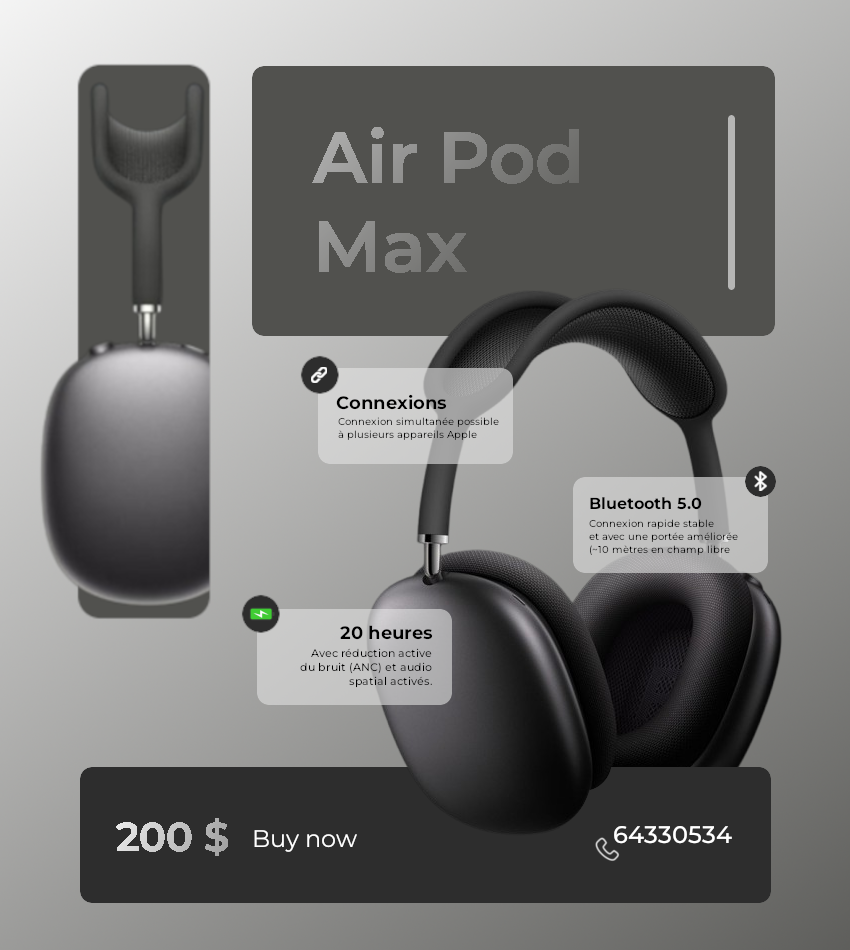 Air Pod
Max
Connexions
Connexion simultanée possible
à plusieurs appareils Apple
Bluetooth 5.0
Connexion rapide stable
et avec une portée améliorée
(~10 mètres en champ libre
20 heures
Avec réduction active
du bruit (ANC) et audio
spatial activés.
200 $ Buy now
64330534